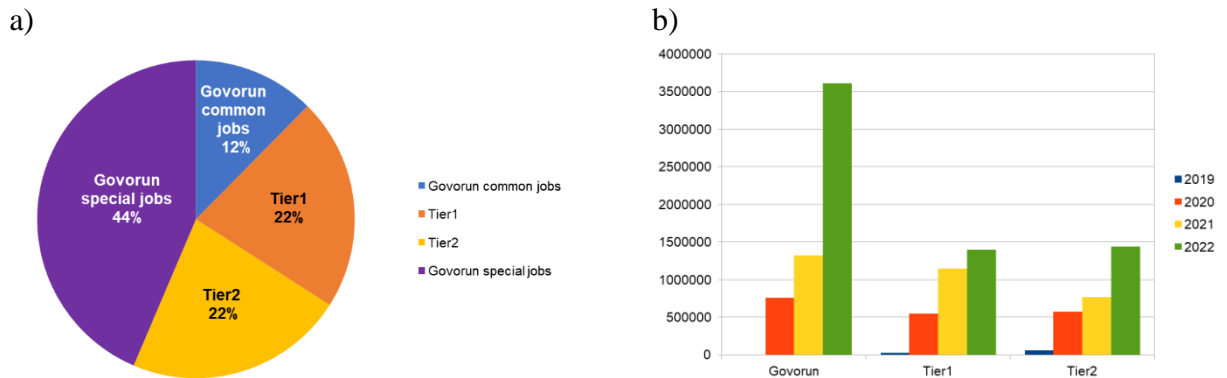 a)
Govorun
common
jobs
12%
Tier1
22%
Tier2
22%
Govorun
special jobs
44%
Govorun common jobs
Tier1
Tier2
Govorun special jobs
b)
4000000
3500000
3000000
2500000
2000000
1500000
1000000
500000
0
Govorun
Tier1
Tier2
2019
2020
2021
2022